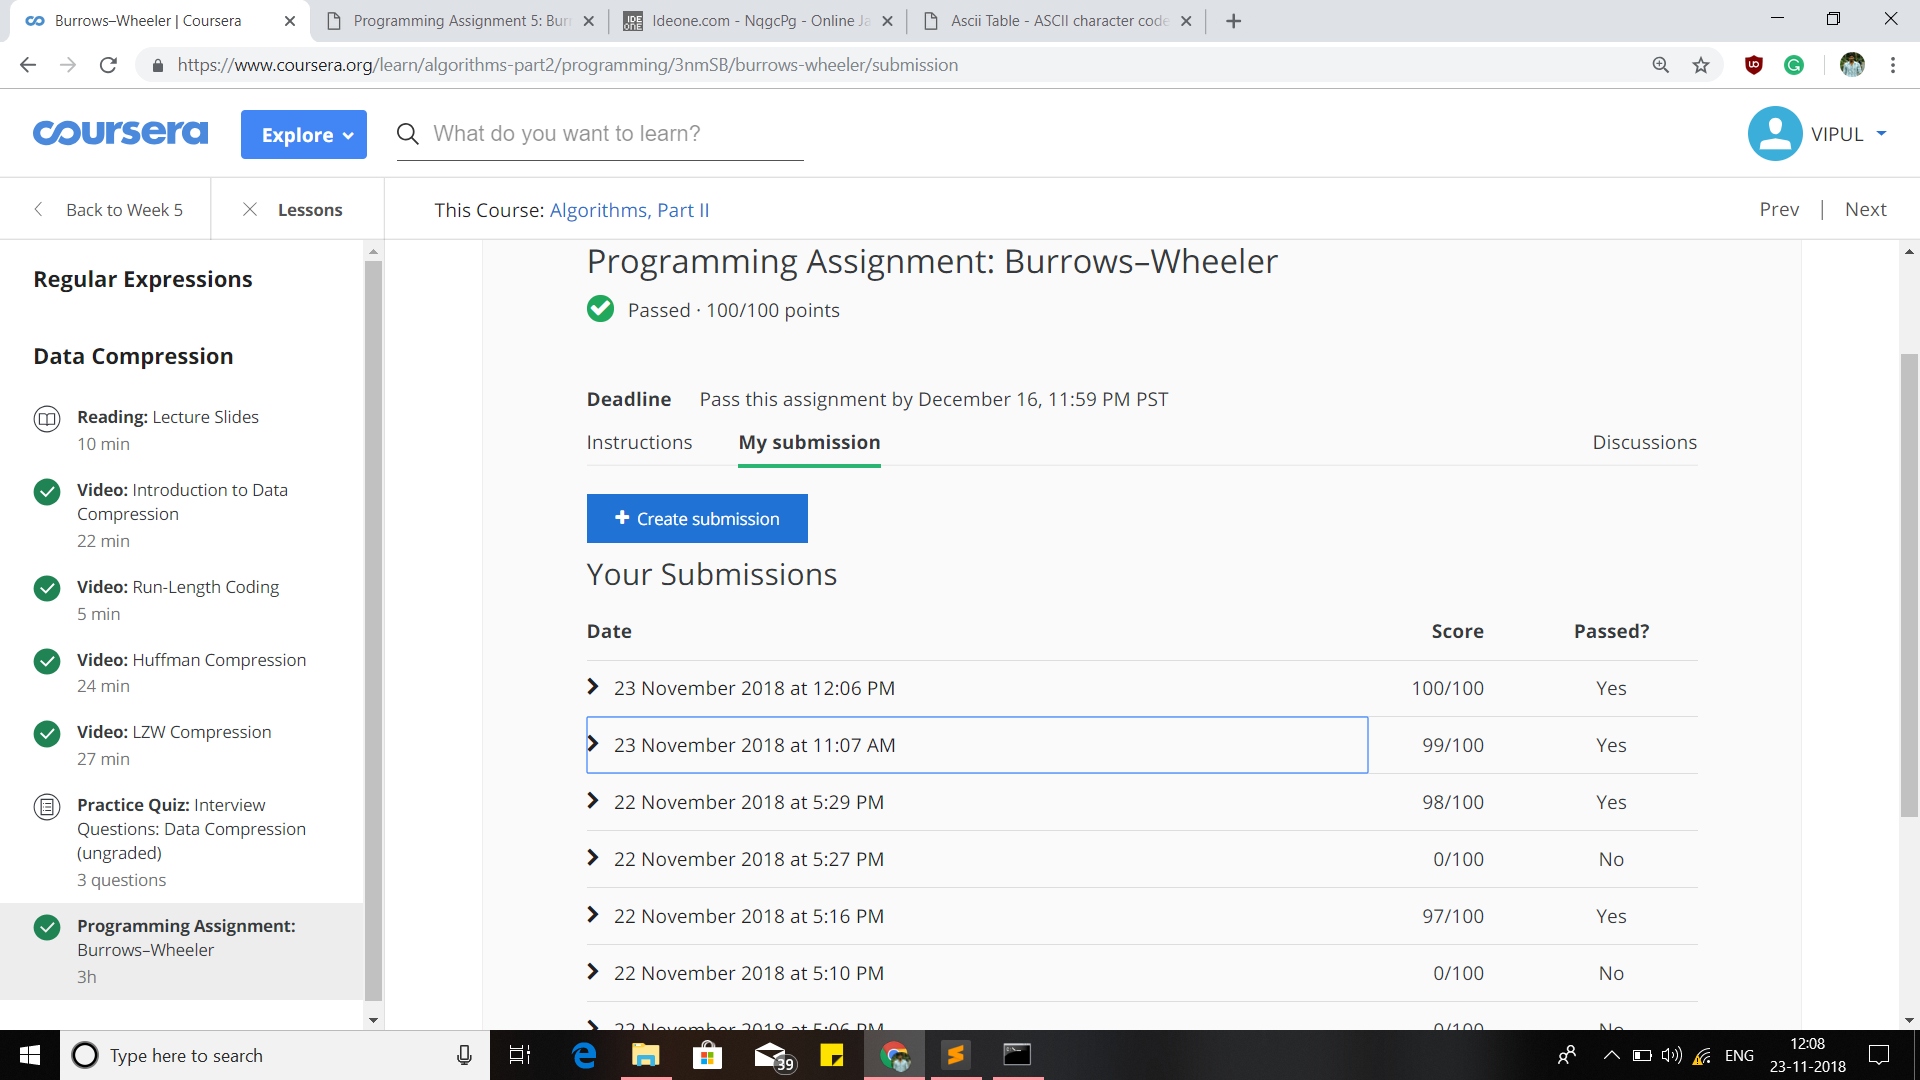 Burrows–Wheeler | Coursera
Programming Assignment 5: Bur
Ideone.com - NqgcPg - Online Ja
Ascii Table - ASCII character code
https://www.coursera.org/learn/algorithms-part2/programming/3nmSB/burrows-wheeler/submission
coursera
Explore
What do you want to learn?
VIPUL
Back to Week 5
Lessons
This Course: Algorithms, Part II
Prev | Next
Regular Expressions
Data Compression
Reading: Lecture Slides
10 min
Video: Introduction to Data
Compression
22 min
Video: Run-Length Coding
5 min
Video: Huffman Compression
24 min
Video: LZW Compression
27 min
Practice Quiz: Interview
Questions: Data Compression
(ungraded)
3 questions
Programming Assignment:
Burrows–Wheeler
3h
Programming Assignment: Burrows–Wheeler
Passed · 100/100 points
Deadline Pass this assignment by December 16, 11:59 PM PST
Instructions My submission Discussions
+ Create submission
Your Submissions
Date Score Passed?
23 November 2018 at 12:06 PM 100/100 Yes
23 November 2018 at 11:07 AM 99/100 Yes
22 November 2018 at 5:29 PM 98/100 Yes
22 November 2018 at 5:27 PM 0/100 No
22 November 2018 at 5:16 PM 97/100 Yes
22 November 2018 at 5:10 PM 0/100 No
22 November 2018 at 5:06 PM 0/100 No
Type here to search
39
ENG
12:08
23-11-2018